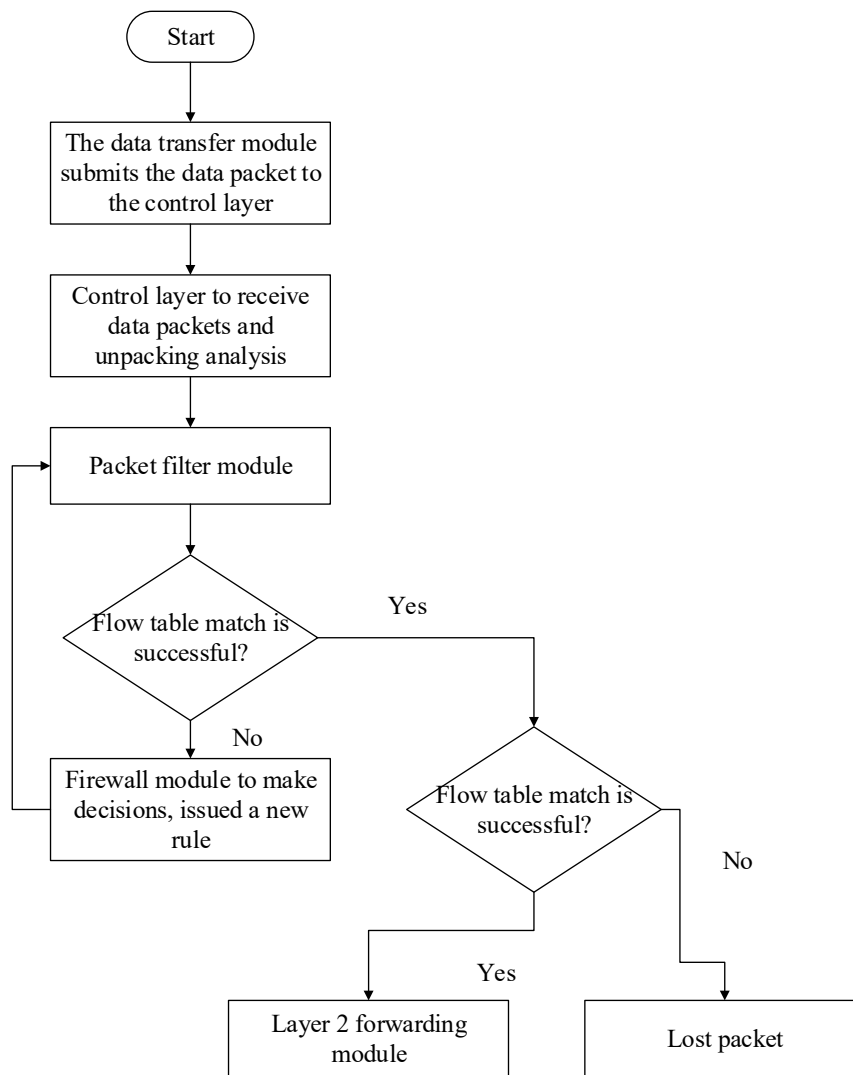 Start
The data transfer module
submits the data packet to
the control layer
Control layer to receive
data packets and
unpacking analysis
Packet filter module
Flow table match is
successful?
Yes
No
Firewall module to make
decisions, issued a new
rule
Flow table match is
successful?
No
Yes
Layer 2 forwarding
module
Lost packet